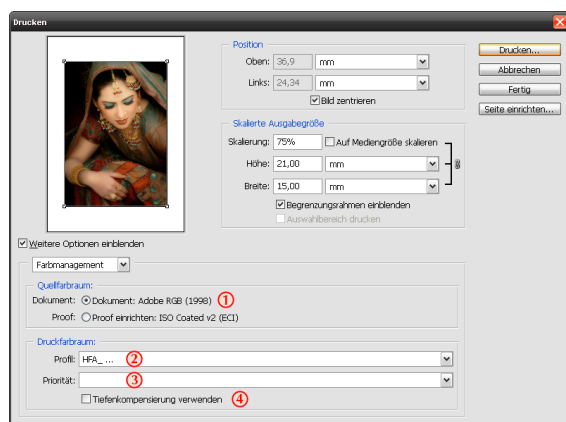 Drucken
Position
Oben: 36,9 mm
Links: 24,34 mm
Bild zentrieren
Skalierte Ausgabegröße
Skalierung: 75% Auf Mediengröße skalieren
Höhe: 21,00 mm
Breite: 15,00 mm
Begrenzungsrahmen einblenden
Auswahlbereich drucken
Drucken...
Abbrechen
Fertig
Seite einrichten...
Weitere Optionen einblenden
Farbmanagement
Quellfarbraum:
Dokument: Dokument: Adobe RGB (1998) 1
Proof: Proof einrichten: ISO Coated v2 (ECI)
Druckfarbraum:
Profil: HFA_ ... 2
Priorität: 3
Tiefenkompensierung verwenden 4